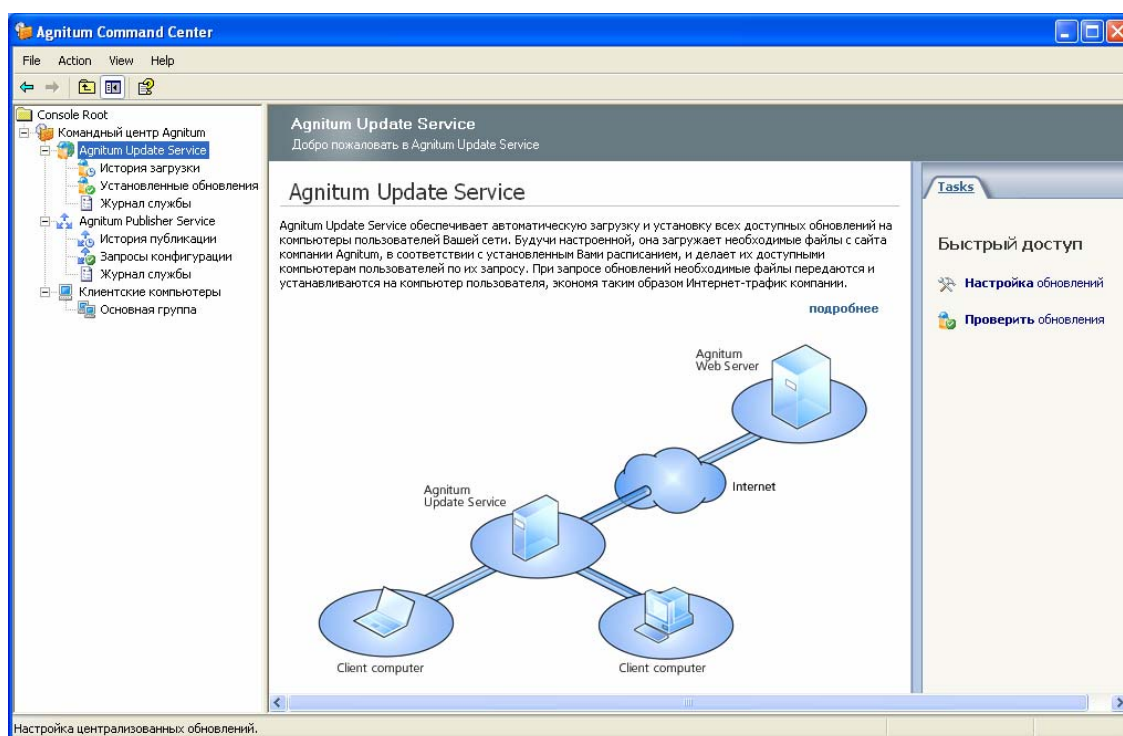 Agnitum Command Center
File Action View Help
Console Root
Командный центр Agnitum
Agnitum Update Service
История загрузки
Установленные обновления
Журнал службы
Agnitum Publisher Service
История публикации
Запросы конфигурации
Журнал службы
Клиентские компьютеры
Основная группа
Agnitum Update Service
Добро пожаловать в Agnitum Update Service
Agnitum Update Service
Agnitum Update Service обеспечивает автоматическую загрузку и установку всех доступных обновлений на
компьютеры пользователей Вашей сети. Будучи настроенной, она загружает необходимые файлы с сайта
компании Agnitum, в соответствии с установленным Вами расписанием, и делает их доступными
компьютерам пользователей по их запросу. При запросе обновлений необходимые файлы передаются и
устанавливаются на компьютер пользователя, экономя таким образом Интернет-трафик компании.
подробнее
Agnitum
Web Server
Internet
Agnitum
Update Service
Client computer
Client computer
Tasks
Быстрый доступ
Настройка обновлений
Проверить обновления
Настройка централизованных обновлений.